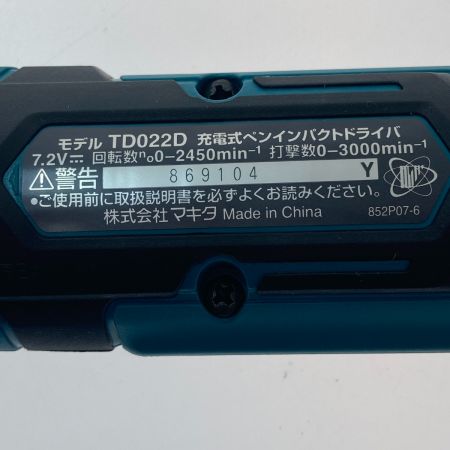 モデル TD022D 充電式ペンインパクトドライバ
7.2V⎓ 回転数n₀0-2450min⁻¹ 打撃数0-3000min⁻¹
⚠警告 869104 Y
●ご使用前に取扱説明書を必ずよくお読みください。
株式会社マキタ Made in China 852P07-6